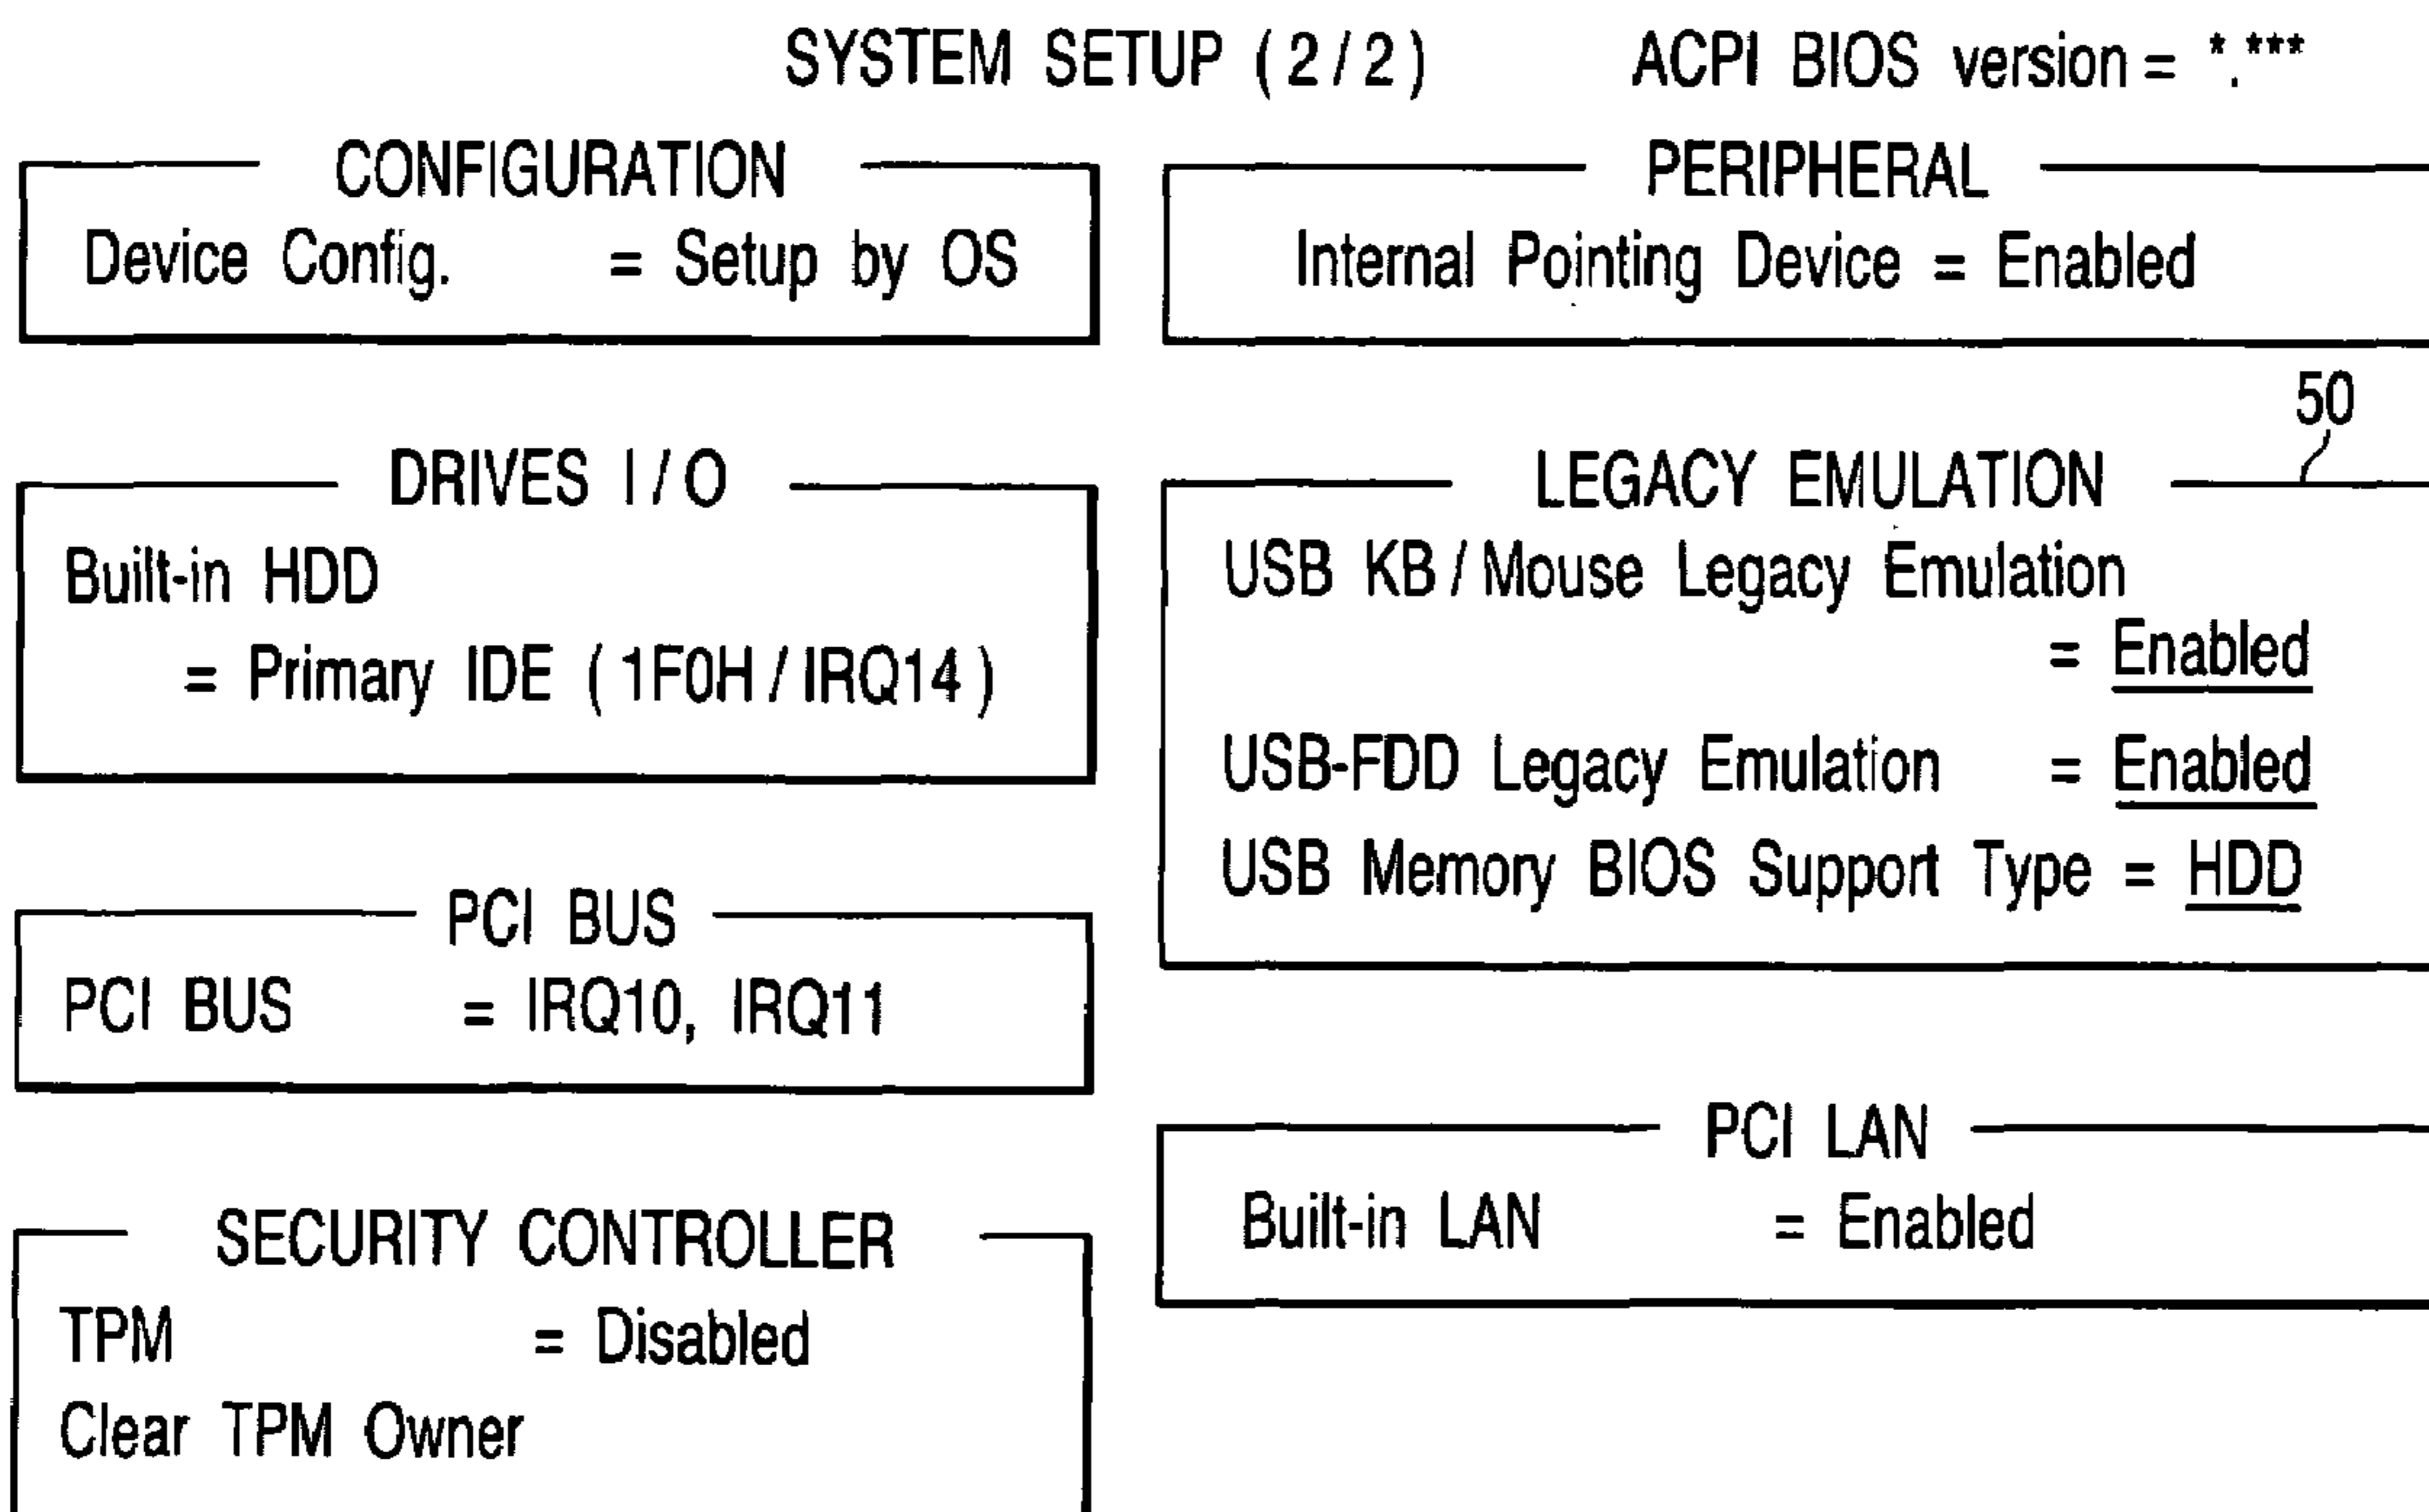 SYSTEM SETUP (2/2)
ACPI BIOS version = *.***
CONFIGURATION
Device Config. = Setup by OS
PERIPHERAL
Internal Pointing Device = Enabled
DRIVES I/O
Built-in HDD
= Primary IDE (1F0H/IRQ14)
50
LEGACY EMULATION
USB KB/Mouse Legacy Emulation
= Enabled
USB-FDD Legacy Emulation = Enabled
USB Memory BIOS Support Type = HDD
PCI BUS
PCI BUS = IRQ10, IRQ11
PCI LAN
Built-in LAN = Enabled
SECURITY CONTROLLER
TPM = Disabled
Clear TPM Owner